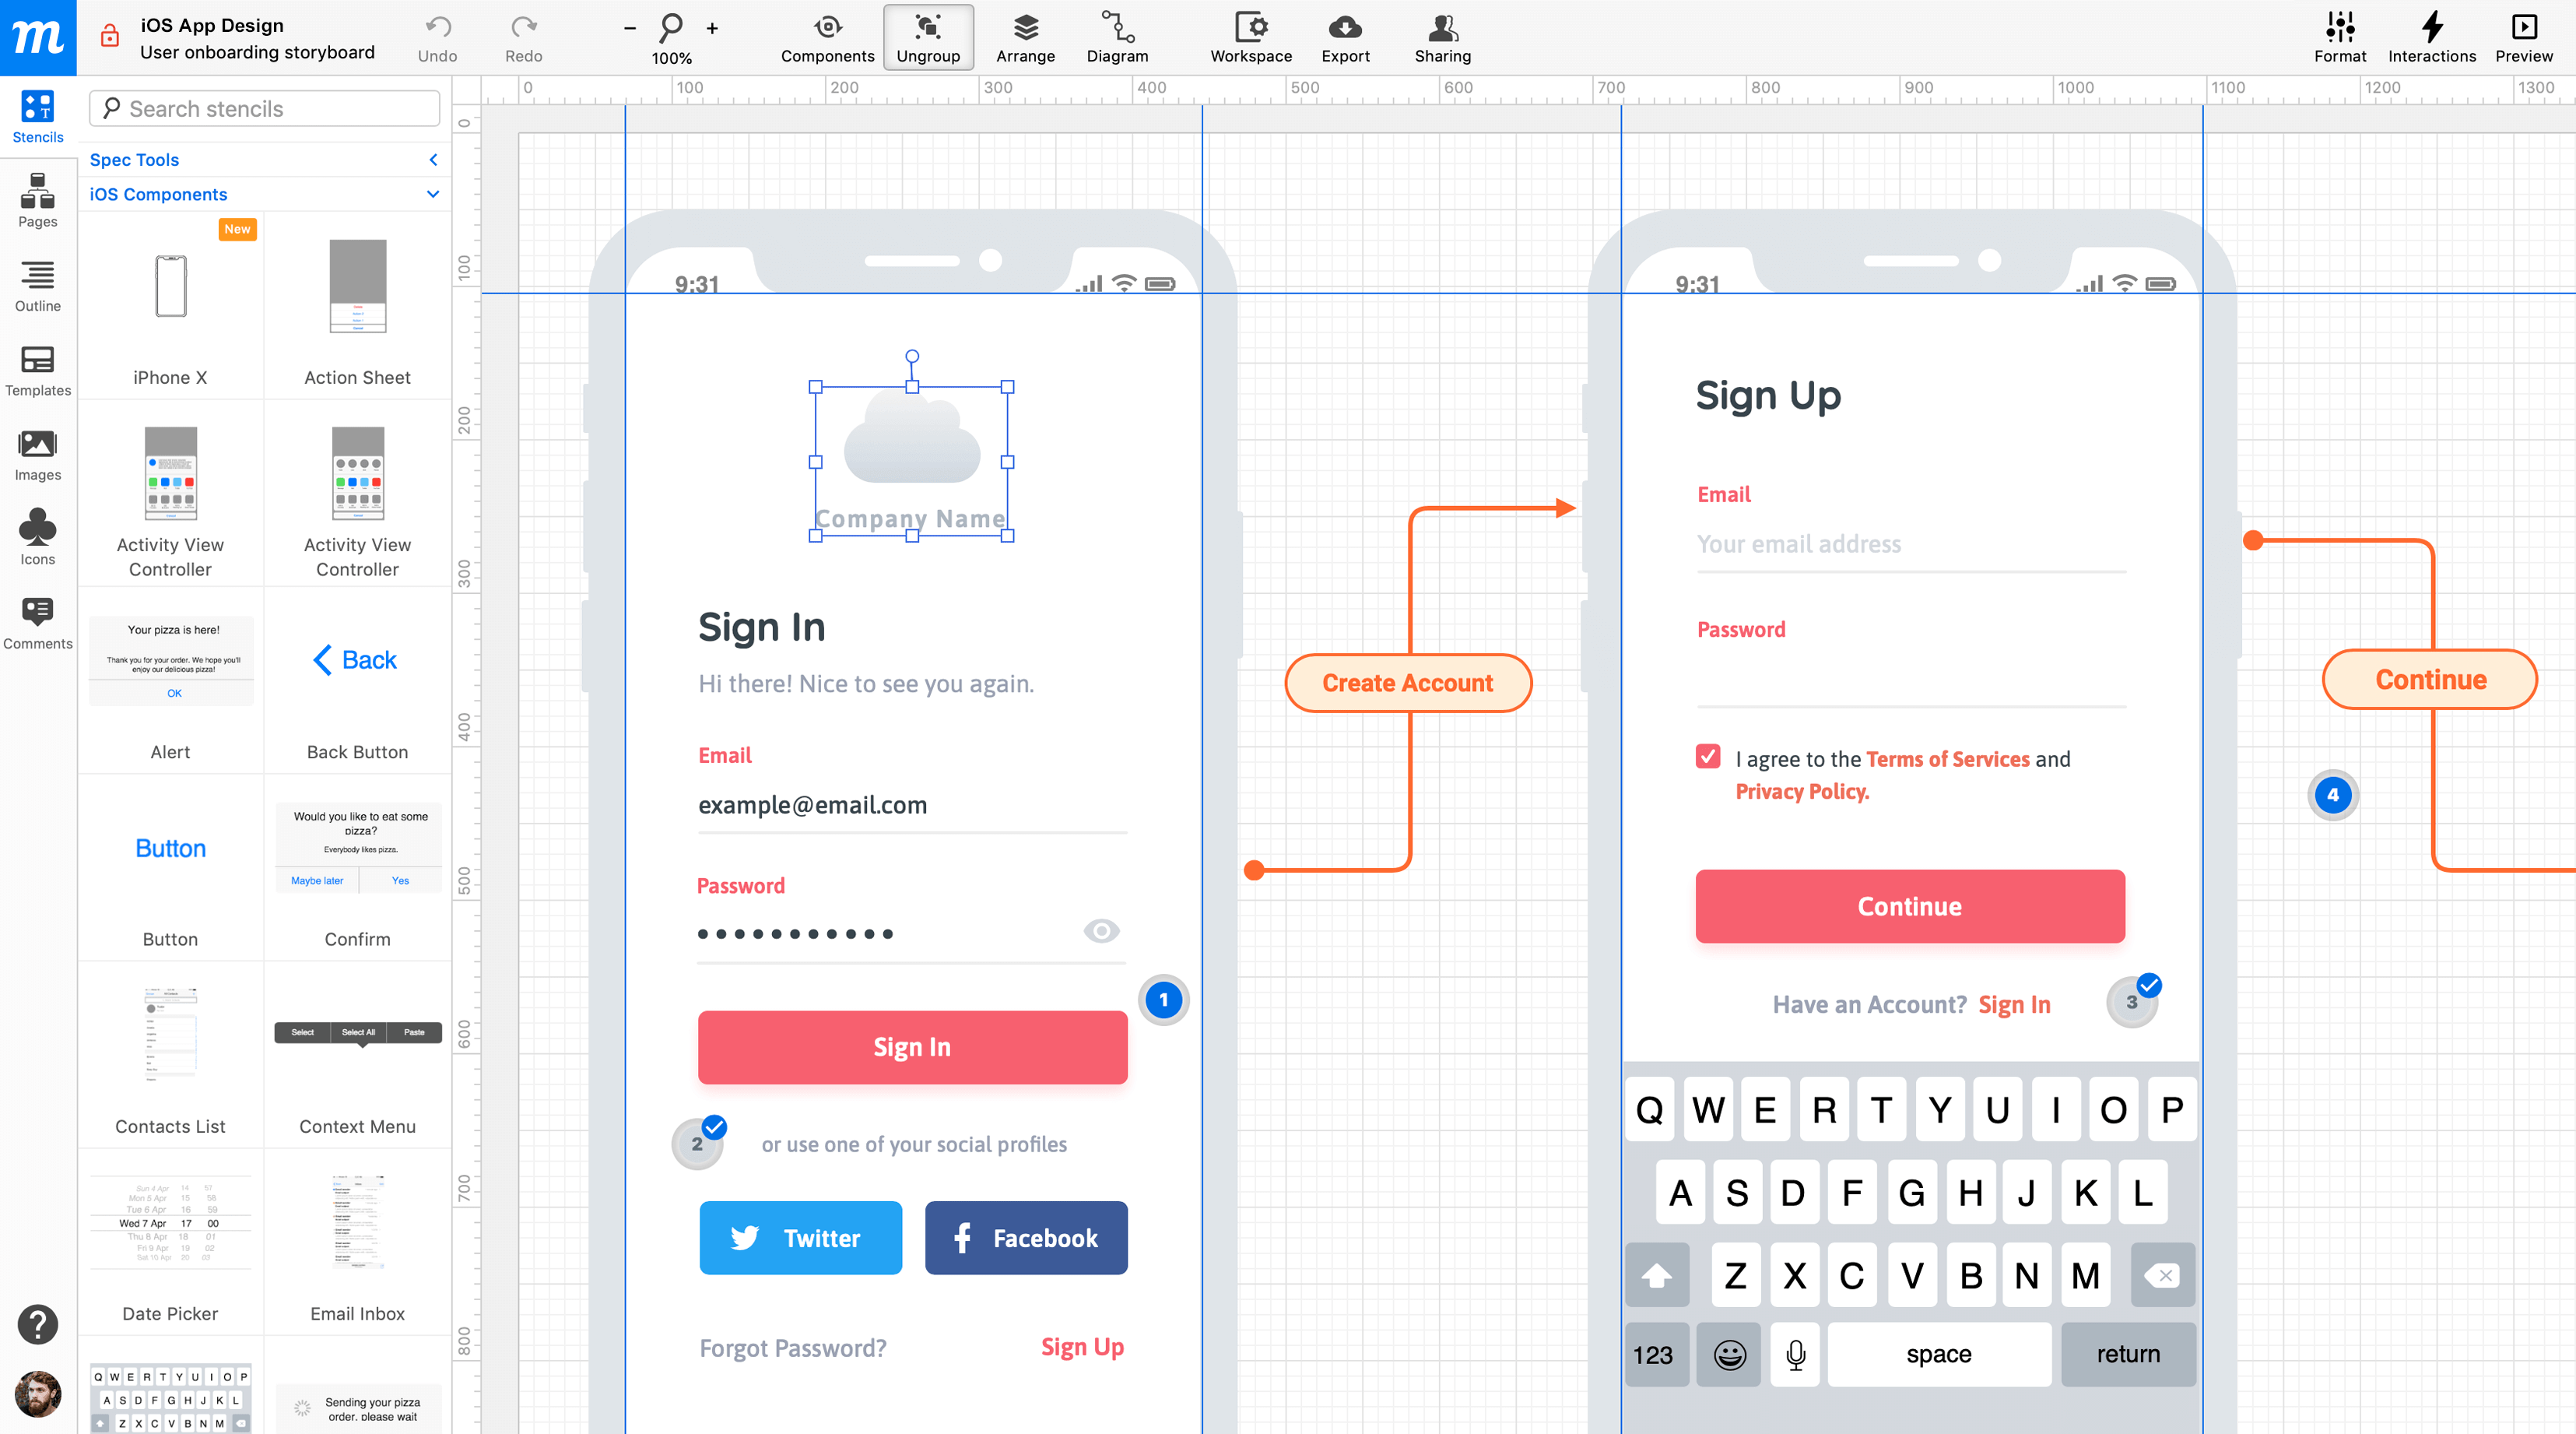 m
iOS App Design
User onboarding storyboard
Undo
Redo
100%
Components
Ungroup
Arrange
Diagram
Workspace
Export
Sharing
Format
Interactions
Preview
Stencils
Pages
Outline
Templates
Images
Icons
Comments
Search stencils
Spec Tools
iOS Components
New
iPhone X
Action Sheet
Activity View
Controller
Activity View
Controller
Your pizza is here!
Thank you for your order. We hope you'll
enjoy our delicious pizza!
OK
Alert
Back
Back Button
Button
Button
Would you like to eat some
pizza?
Everybody likes pizza.
Maybe later
Yes
Confirm
Contacts List
Select
Select All
Paste
Context Menu
Sun 4 Apr 14 57
Mon 5 Apr 15 58
Tue 6 Apr 16 59
Wed 7 Apr 17 00
Thu 8 Apr 18 01
Fri 9 Apr 19 02
Sat 10 Apr 20 03
Date Picker
Email Inbox
Q W E R T Y U I O P
A S D F G H J K L
Z X C V B N M
Sending your pizza
order, please wait
0 100 200 300 400 500 600 700 800 900 1000 1100 1200 1300
0
100
200
300
400
500
600
700
800
9:31
Company Name
Sign In
Hi there! Nice to see you again.
Email
example@email.com
Password
1
Sign In
2
or use one of your social profiles
Twitter
Facebook
Forgot Password?
Sign Up
Create Account
9:31
Sign Up
Email
Your email address
Password
I agree to the Terms of Services and
Privacy Policy.
Continue
Have an Account? Sign In
3
Q W E R T Y U I O P
A S D F G H J K L
Z X C V B N M
123
space
return
Continue
4